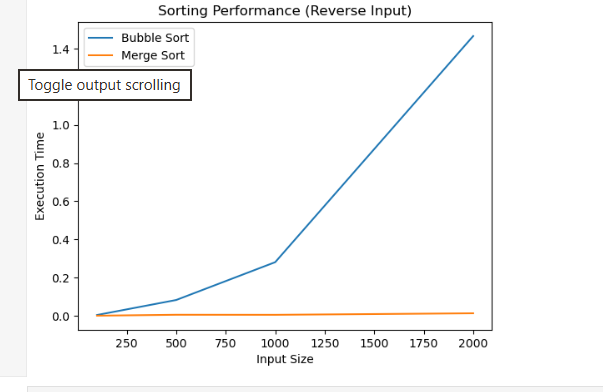 Sorting Performance (Reverse Input)
Bubble Sort
Merge Sort
1.4
Toggle output scrolling
1.0
0.8
0.6
0.4
0.2
0.0
Execution Time
250 500 750 1000 1250 1500 1750 2000
Input Size